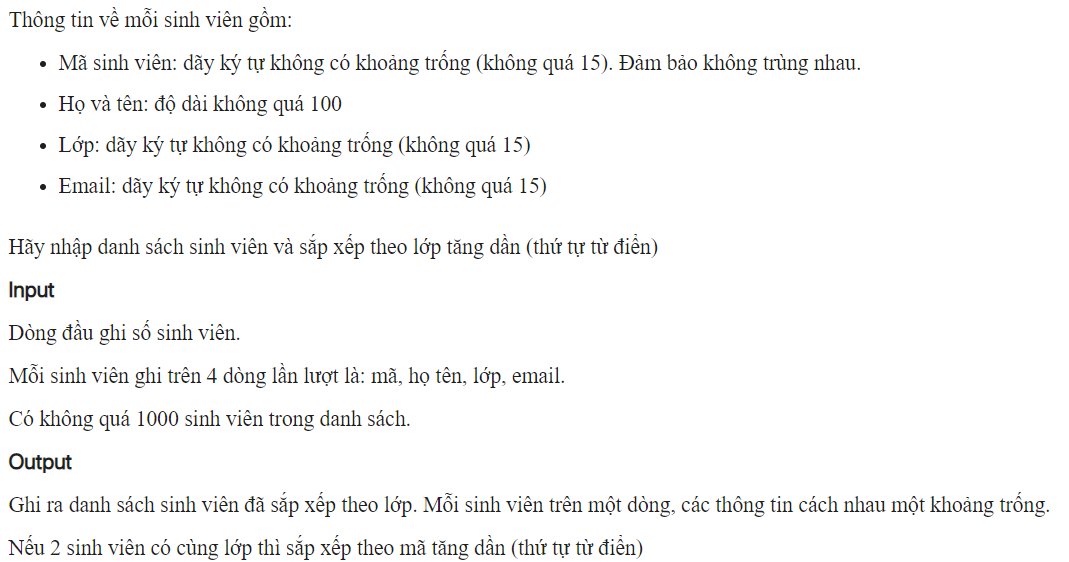 Thông tin về mỗi sinh viên gồm:
• Mã sinh viên: dãy ký tự không có khoảng trống (không quá 15). Đảm bảo không trùng nhau.
• Họ và tên: độ dài không quá 100
• Lớp: dãy ký tự không có khoảng trống (không quá 15)
• Email: dãy ký tự không có khoảng trống (không quá 15)
Hãy nhập danh sách sinh viên và sắp xếp theo lớp tăng dần (thứ tự từ điển)
Input
Dòng đầu ghi số sinh viên.
Mỗi sinh viên ghi trên 4 dòng lần lượt là: mã, họ tên, lớp, email.
Có không quá 1000 sinh viên trong danh sách.
Output
Ghi ra danh sách sinh viên đã sắp xếp theo lớp. Mỗi sinh viên trên một dòng, các thông tin cách nhau một khoảng trống.
Nếu 2 sinh viên có cùng lớp thì sắp xếp theo mã tăng dần (thứ tự từ điển)